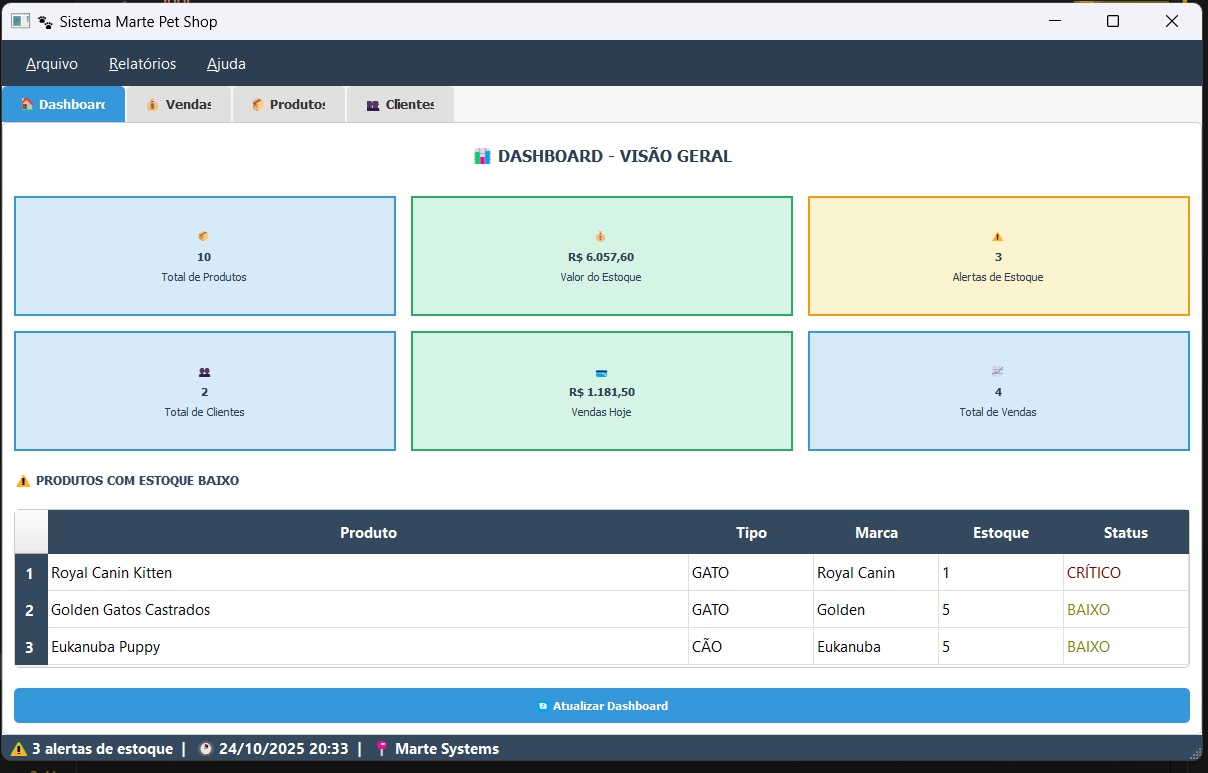 Sistema Marte Pet Shop
Arquivo Relatórios Ajuda
Dashboard Vendas Produtos Clientes
DASHBOARD - VISÃO GERAL
10
Total de Produtos
R$ 6.057,60
Valor do Estoque
3
Alertas de Estoque
2
Total de Clientes
R$ 1.181,50
Vendas Hoje
4
Total de Vendas
PRODUTOS COM ESTOQUE BAIXO
Produto Tipo Marca Estoque Status
1 Royal Canin Kitten GATO Royal Canin 1 CRÍTICO
2 Golden Gatos Castrados GATO Golden 5 BAIXO
3 Eukanuba Puppy CÃO Eukanuba 5 BAIXO
Atualizar Dashboard
3 alertas de estoque | 24/10/2025 20:33 | Marte Systems